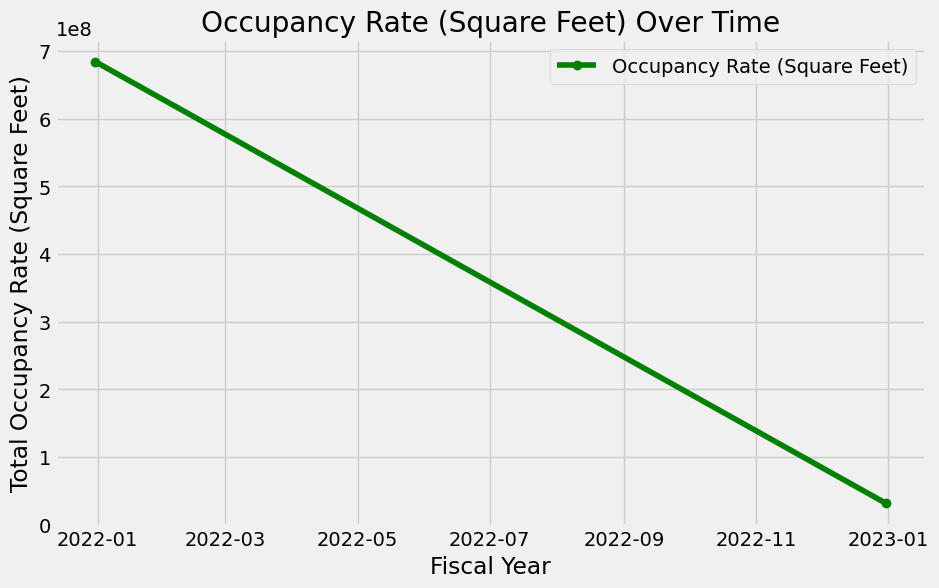 Occupancy Rate (Square Feet) Over Time
1e8
Occupancy Rate (Square Feet)
Total Occupancy Rate (Square Feet)
7
6
5
4
3
2
1
0
2022-01 2022-03 2022-05 2022-07 2022-09 2022-11 2023-01
Fiscal Year